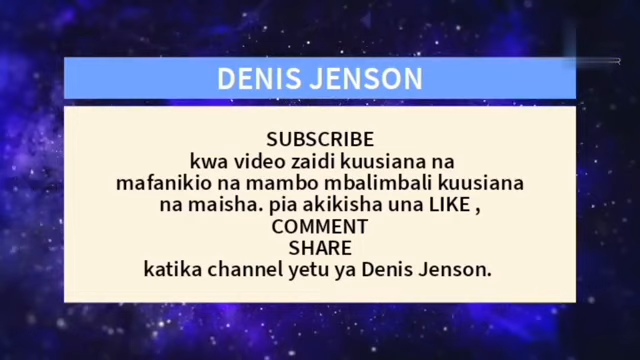 DENIS JENSON
SUBSCRIBE
kwa video zaidi kuusiana na
mafanikio na mambo mbalimbali kuusiana
na maisha. pia akikisha una LIKE ,
COMMENT
SHARE
katika channel yetu ya Denis Jenson.